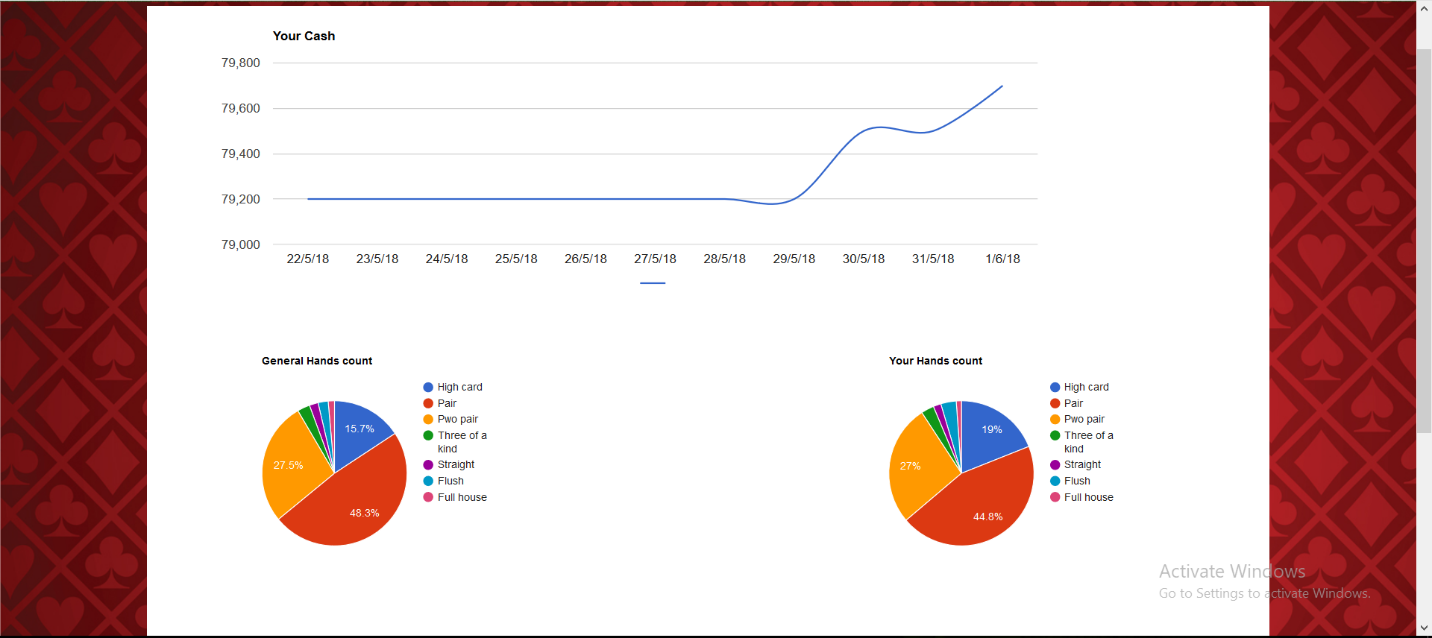 Your Cash
79,800
79,600
79,400
79,200
79,000
22/5/18 23/5/18 24/5/18 25/5/18 26/5/18 27/5/18 28/5/18 29/5/18 30/5/18 31/5/18 1/6/18
General Hands count
High card
Pair
Pwo pair
Three of a
kind
Straight
Flush
Full house
15.7%
27.5%
48.3%
Your Hands count
High card
Pair
Pwo pair
Three of a
kind
Straight
Flush
Full house
19%
27%
44.8%
Activate Windows
Go to Settings to activate Windows.